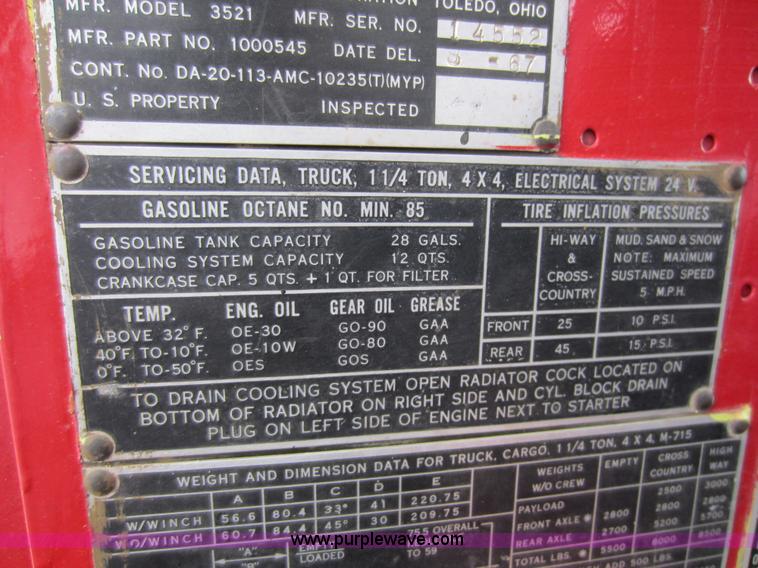 TOLEDO, OHIO
MFR. MODEL 3521 MFR. SER. NO. 14552
MFR. PART NO. 1000545 DATE DEL. 8 -67
CONT. No. DA-20-113-AMC-10235(T)(MYP)
U. S. PROPERTY INSPECTED
SERVICING DATA, TRUCK, 1 1/4 TON, 4 X 4, ELECTRICAL SYSTEM 24 V.
GASOLINE OCTANE NO. MIN. 85
GASOLINE TANK CAPACITY 28 GALS.
COOLING SYSTEM CAPACITY 12 QTS.
CRANKCASE CAP. 5 QTS. + 1 QT. FOR FILTER
TEMP. ENG. OIL GEAR OIL GREASE
ABOVE 32° F. OE-30 GO-90 GAA
40°F. TO-10°F. OE-10W GO-80 GAA
0°F. TO-50°F. OES GOS GAA
TIRE INFLATION PRESSURES
HI-WAY & CROSS-COUNTRY
MUD, SAND & SNOW
NOTE: MAXIMUM
SUSTAINED SPEED
5 M.P.H.
FRONT 25 10 P.S.I.
REAR 45 15 P.S.I.
TO DRAIN COOLING SYSTEM OPEN RADIATOR COCK LOCATED ON
BOTTOM OF RADIATOR ON RIGHT SIDE AND CYL. BLOCK DRAIN
PLUG ON LEFT SIDE OF ENGINE NEXT TO STARTER
WEIGHT AND DIMENSION DATA FOR TRUCK, CARGO, 1 1/4 TON, 4 X 4, M-715
A B C D E
W/WINCH 56.6 80.4 33° 41 220.75
WO/WINCH 60.7 84.4 45° 30 209.75
"A"
LOADED
75.5 OVERALL
TO 59
WEIGHTS W/O CREW EMPTY CROSS COUNTRY HIGH WAY
PAYLOAD 2500 3000
FRONT AXLE 2800 2800 2800
REAR AXLE 2700 5200 5700
TOTAL LBS. 5500 8000 8500
ADD 500 LBS.
www.purplewave.com